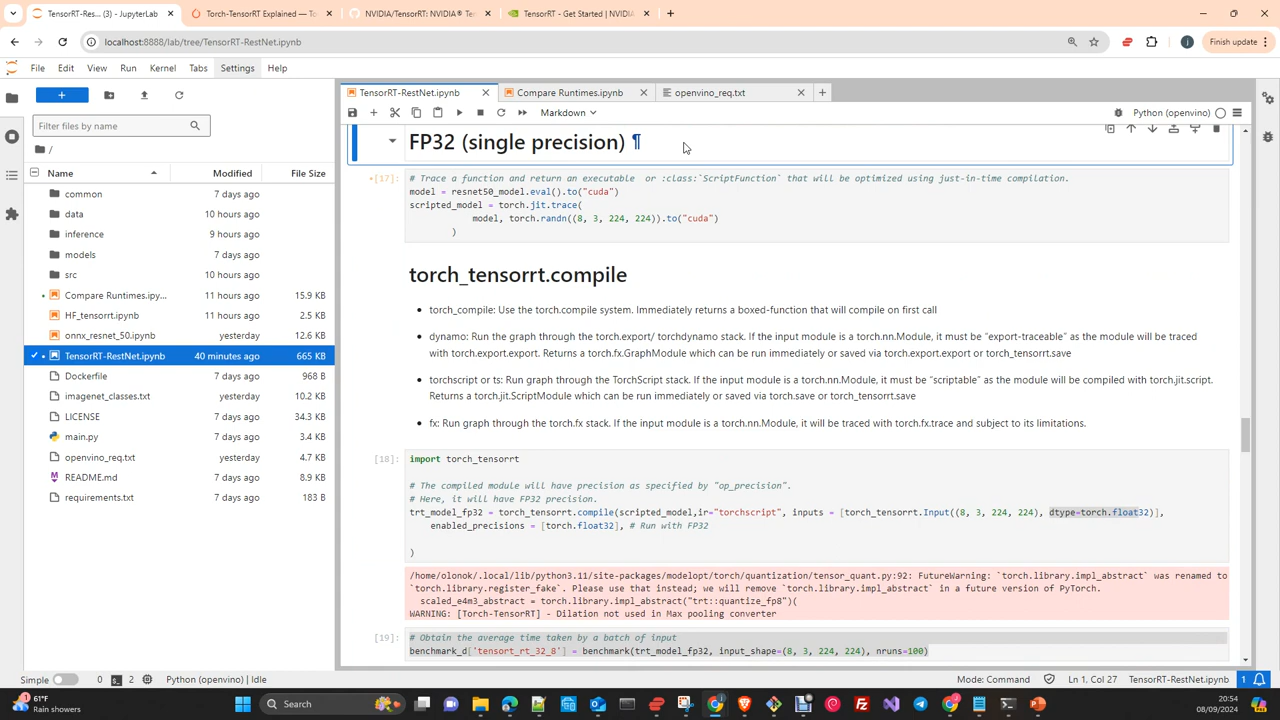 TensorRT-Res... (3) - JupyterLab
Torch-TensorRT Explained — To
NVIDIA/TensorRT: NVIDIA® Te
TensorRT - Get Started | NVIDIA
localhost:8888/lab/tree/TensorRT-RestNet.ipynb
Finish update
File Edit View Run Kernel Tabs Settings Help
TensorRT-RestNet.ipynb
Compare Runtimes.ipynb
openvino_req.txt
Filter files by name
Markdown
Python (openvino)
/
Name Modified File Size
common 7 days ago
data 10 hours ago
inference 9 hours ago
models 7 days ago
src 7 days ago
Compare Runtimes.ipy... 11 hours ago 15.9 KB
HF_tensorrt.ipynb 11 hours ago 2.5 KB
onnx_resnet_50.ipynb yesterday 12.6 KB
TensorRT-RestNet.ipynb 40 minutes ago 665 KB
Dockerfile 7 days ago 968 B
imagenet_classes.txt yesterday 10.2 KB
LICENSE 7 days ago 34.3 KB
main.py 7 days ago 3.4 KB
openvino_req.txt yesterday 4.7 KB
README.md 7 days ago 8.9 KB
requirements.txt 7 days ago 183 B
FP32 (single precision) ¶
[17]: # Trace a function and return an executable or :class:`ScriptFunction` that will be optimized using just-in-time compilation.
model = resnet50_model.eval().to("cuda")
scripted_model = torch.jit.trace(
model, torch.randn((8, 3, 224, 224)).to("cuda")
)
torch_tensorrt.compile
• torch_compile: Use the torch.compile system. Immediately returns a boxed-function that will compile on first call
• dynamo: Run the graph through the torch.export/ torchdynamo stack. If the input module is a torch.nn.Module, it must be “export-traceable” as the module will be traced
with torch.export.export. Returns a torch.fx.GraphModule which can be run immediately or saved via torch.export.export or torch_tensorrt.save
• torchscript or ts: Run graph through the TorchScript stack. If the input module is a torch.nn.Module, it must be “scriptable” as the module will be compiled with torch.jit.script.
Returns a torch.jit.ScriptModule which can be run immediately or saved via torch.save or torch_tensorrt.save
• fx: Run graph through the torch.fx stack. If the input module is a torch.nn.Module, it will be traced with torch.fx.trace and subject to its limitations.
[18]: import torch_tensorrt
# The compiled module will have precision as specified by "op_precision".
# Here, it will have FP32 precision.
trt_model_fp32 = torch_tensorrt.compile(scripted_model,ir="torchscript", inputs = [torch_tensorrt.Input((8, 3, 224, 224), dtype=torch.float32)],
enabled_precisions = [torch.float32], # Run with FP32
)
/home/olonok/.local/lib/python3.11/site-packages/modelopt/torch/quantization/tensor_quant.py:92: FutureWarning: `torch.library.impl_abstract` was renamed to
`torch.library.register_fake`. Please use that instead; we will remove `torch.library.impl_abstract` in a future version of PyTorch.
scaled_e4m3_abstract = torch.library.impl_abstract("trt::quantize_fp8")(
WARNING: [Torch-TensorRT] - Dilation not used in Max pooling converter
[19]: # Obtain the average time taken by a batch of input
benchmark_d['tensort_rt_32_8'] = benchmark(trt_model_fp32, input_shape=(8, 3, 224, 224), nruns=100)
Simple 0 2 Python (openvino) | Idle
Mode: Command Ln 1, Col 27 TensorRT-RestNet.ipynb 1
61°F
Rain showers
Search
20:54
08/09/2024